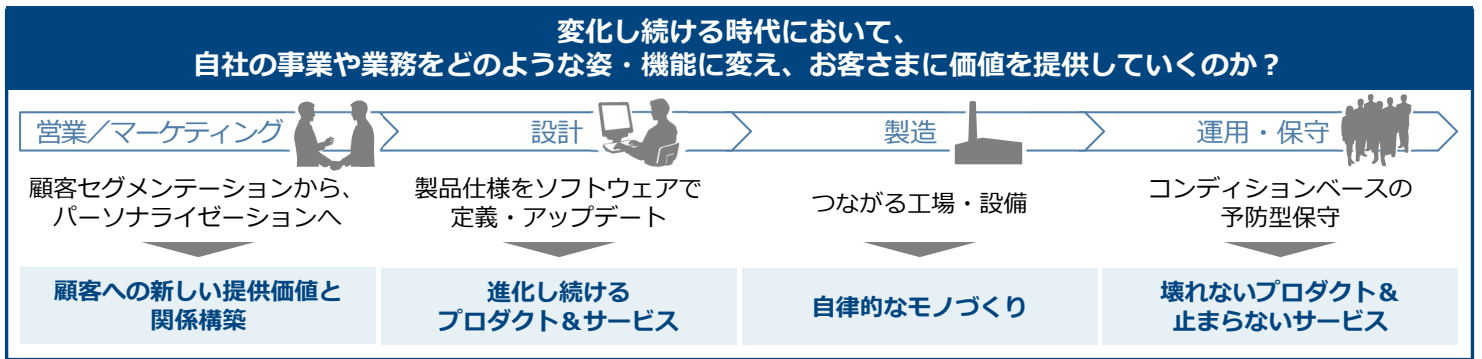 変化し続ける時代において、
自社の事業や業務をどのような姿・機能に変え、お客さまに価値を提供していくのか？
営業／マーケティング
設計
製造
運用・保守
顧客セグメンテーションから、
パーソナライゼーションへ
製品仕様をソフトウェアで
定義・アップデート
つながる工場・設備
コンディションベースの
予防型保守
顧客への新しい提供価値と
関係構築
進化し続ける
プロダクト＆サービス
自律的なモノづくり
壊れないプロダクト＆
止まらないサービス